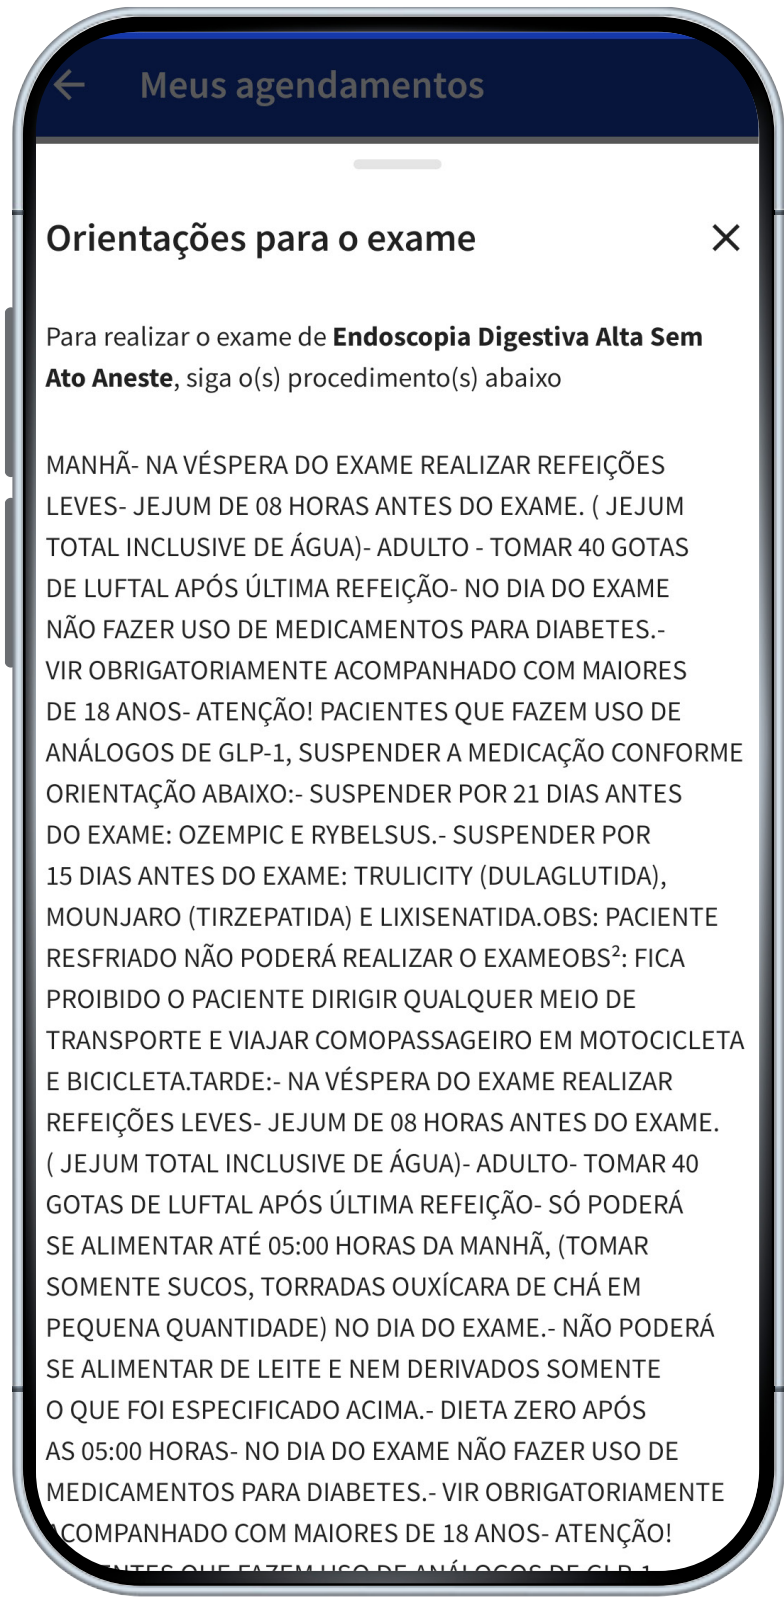 Meus agendamentos
Orientações para o exame
Para realizar o exame de Endoscopia Digestiva Alta Sem
Ato Aneste, siga o(s) procedimento(s) abaixo
MANHÃ- NA VÉSPERA DO EXAME REALIZAR REFEIÇÕES
LEVES- JEJUM DE 08 HORAS ANTES DO EXAME. ( JEJUM
TOTAL INCLUSIVE DE ÁGUA)- ADULTO - TOMAR 40 GOTAS
DE LUFTAL APÓS ÚLTIMA REFEIÇÃO- NO DIA DO EXAME
NÃO FAZER USO DE MEDICAMENTOS PARA DIABETES.-
VIR OBRIGATORIAMENTE ACOMPANHADO COM MAIORES
DE 18 ANOS- ATENÇÃO! PACIENTES QUE FAZEM USO DE
ANÁLOGOS DE GLP-1, SUSPENDER A MEDICAÇÃO CONFORME
ORIENTAÇÃO ABAIXO:- SUSPENDER POR 21 DIAS ANTES
DO EXAME: OZEMPIC E RYBELSUS.- SUSPENDER POR
15 DIAS ANTES DO EXAME: TRULICITY (DULAGLUTIDA),
MOUNJARO (TIRZEPATIDA) E LIXISENATIDA.OBS: PACIENTE
RESFRIADO NÃO PODERÁ REALIZAR O EXAMEOBS²: FICA
PROIBIDO O PACIENTE DIRIGIR QUALQUER MEIO DE
TRANSPORTE E VIAJAR COMOPASSAGEIRO EM MOTOCICLETA
E BICICLETA.TARDE:- NA VÉSPERA DO EXAME REALIZAR
REFEIÇÕES LEVES- JEJUM DE 08 HORAS ANTES DO EXAME.
( JEJUM TOTAL INCLUSIVE DE ÁGUA)- ADULTO- TOMAR 40
GOTAS DE LUFTAL APÓS ÚLTIMA REFEIÇÃO- SÓ PODERÁ
SE ALIMENTAR ATÉ 05:00 HORAS DA MANHÃ, (TOMAR
SOMENTE SUCOS, TORRADAS OUXÍCARA DE CHÁ EM
PEQUENA QUANTIDADE) NO DIA DO EXAME.- NÃO PODERÁ
SE ALIMENTAR DE LEITE E NEM DERIVADOS SOMENTE
O QUE FOI ESPECIFICADO ACIMA.- DIETA ZERO APÓS
AS 05:00 HORAS- NO DIA DO EXAME NÃO FAZER USO DE
MEDICAMENTOS PARA DIABETES.- VIR OBRIGATORIAMENTE
ACOMPANHADO COM MAIORES DE 18 ANOS- ATENÇÃO!
QUE FAZEM USO DE ANÁLOGOS DE GLP-1